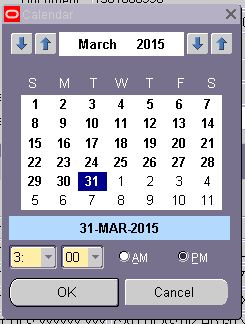 Calendar
March 2015
S M T W T F S
1 2 3 4 5 6 7
8 9 10 11 12 13 14
15 16 17 18 19 20 21
22 23 24 25 26 27 28
29 30 31 1 2 3 4
5 6 7 8 9 10 11
31-MAR-2015
3: 00 AM PM
OK Cancel